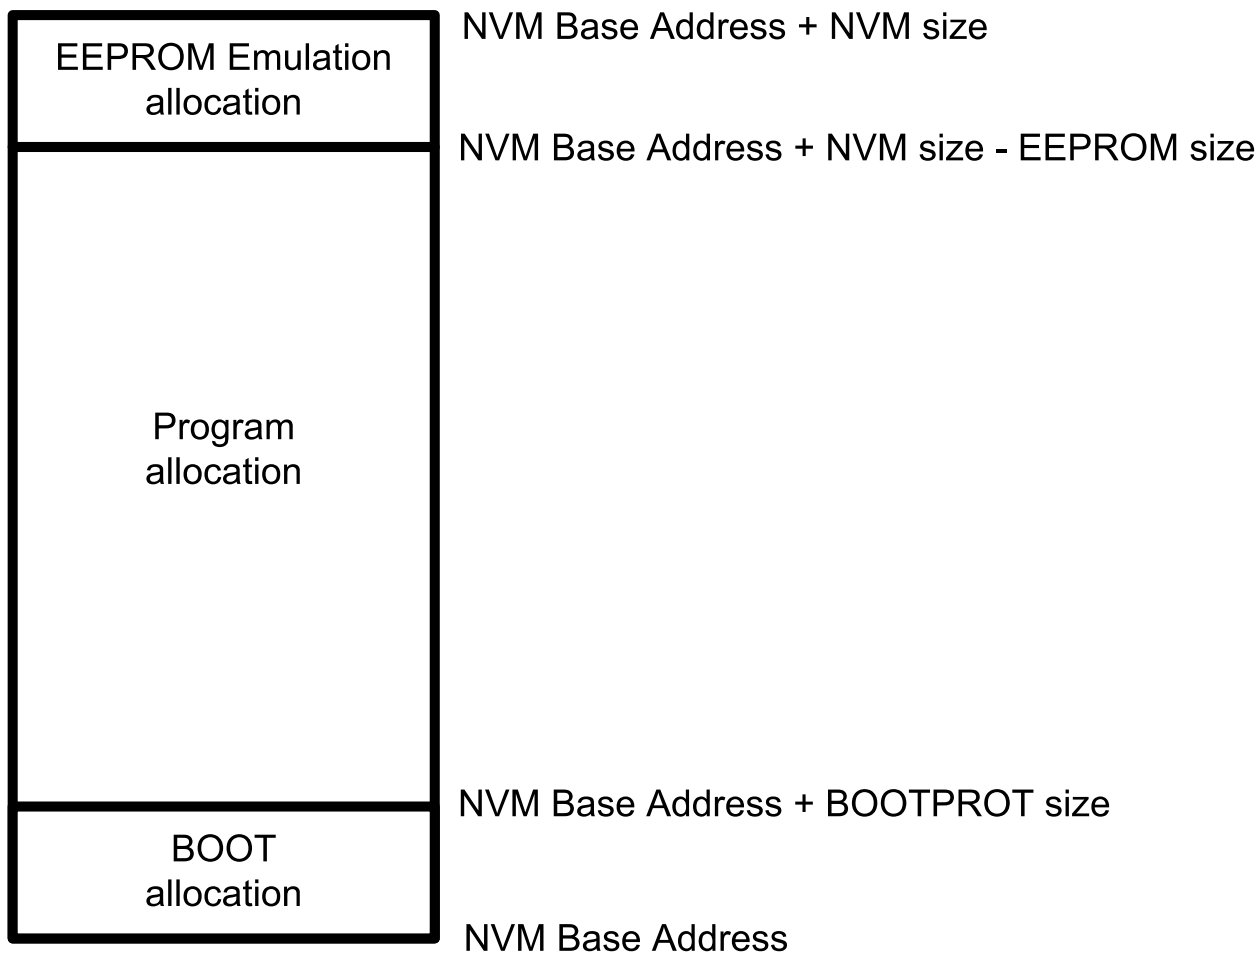 NVM Base Address + NVM size
EEPROM Emulation
allocation
NVM Base Address + NVM size - EEPROM size
Program
allocation
NVM Base Address + BOOTPROT size
BOOT
allocation
NVM Base Address